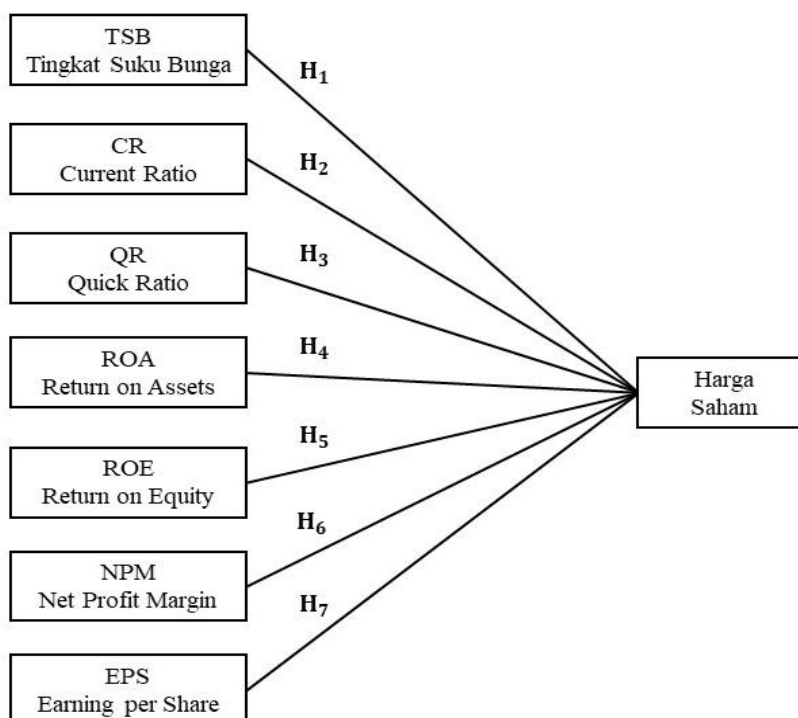 TSB
Tingkat Suku Bunga
H₁
CR
Current Ratio
H₂
QR
Quick Ratio
H₃
ROA
Return on Assets
H₄
Harga
Saham
ROE
Return on Equity
H₅
NPM
Net Profit Margin
H₆
EPS
Earning per Share
H₇